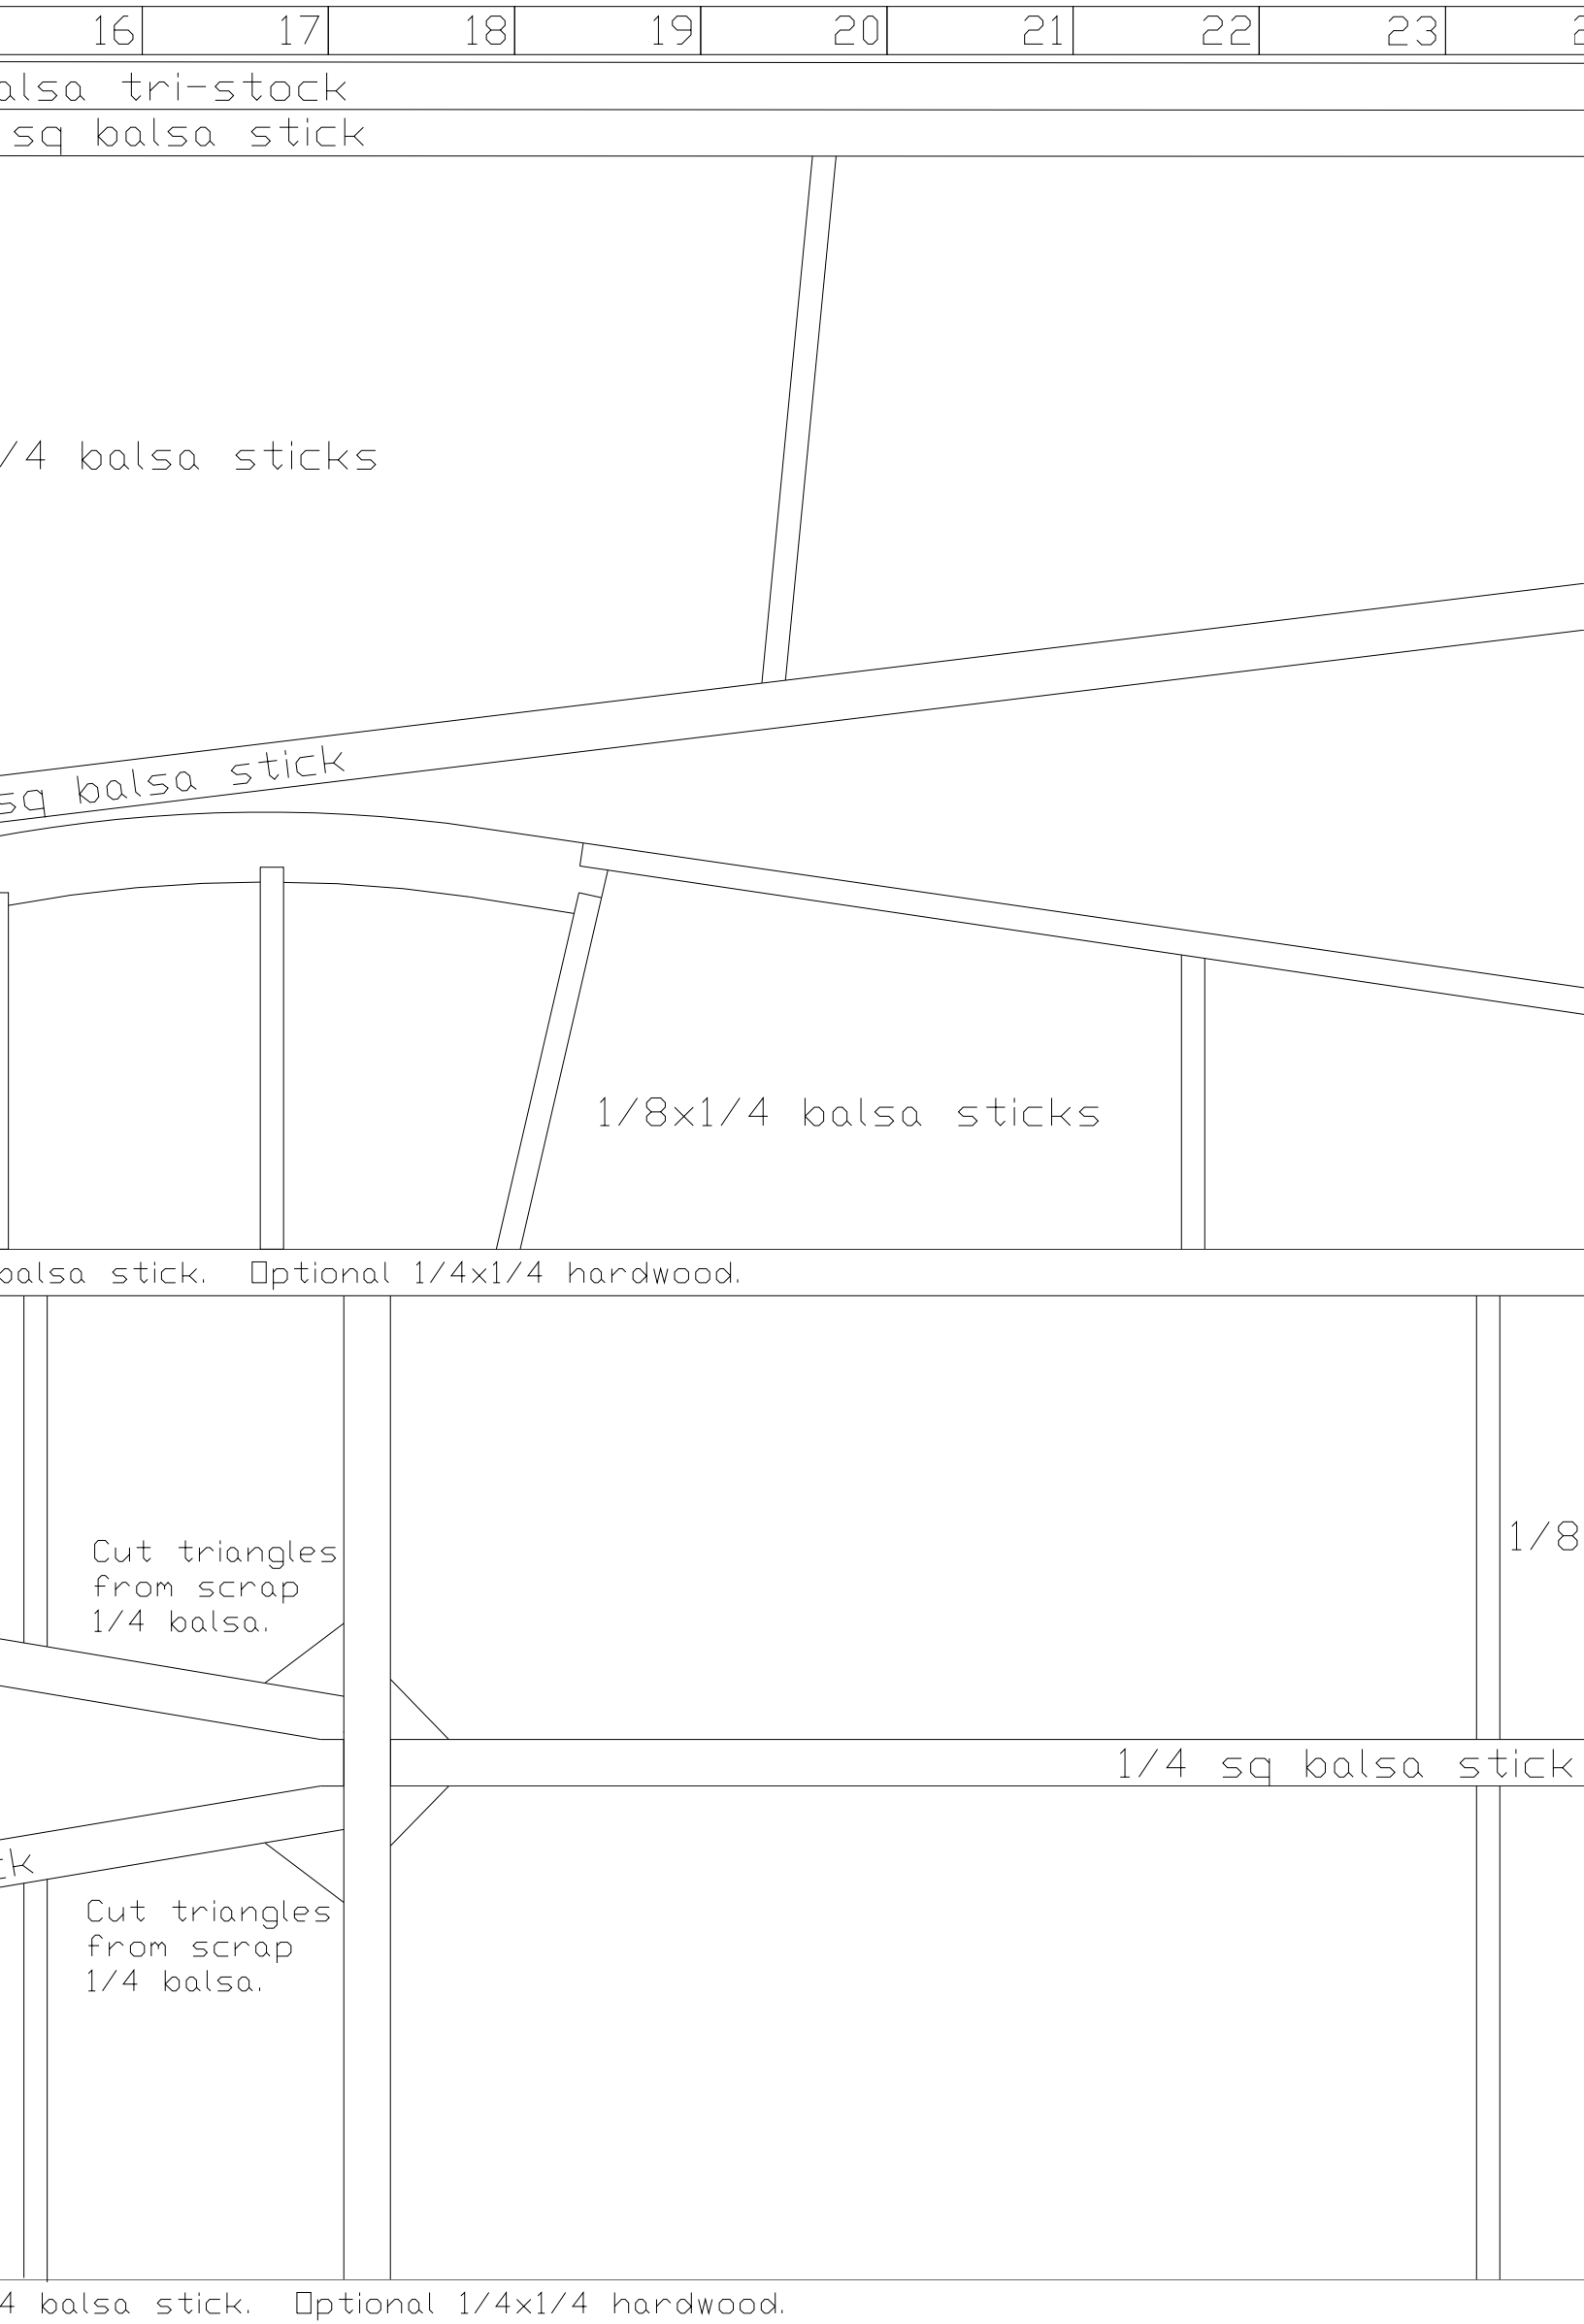 16 17 18 19 20 21 22 23
tri-stock
sq balsa stick
/4 balsa sticks
sq balsa stick
1/8x1/4 balsa sticks
balsa stick. Optional 1/4x1/4 hardwood.
1/8
Cut triangles
from scrap
1/4 balsa.
1/4 sq balsa stick
Cut triangles
from scrap
1/4 balsa.
4 balsa stick. Optional 1/4x1/4 hardwood.